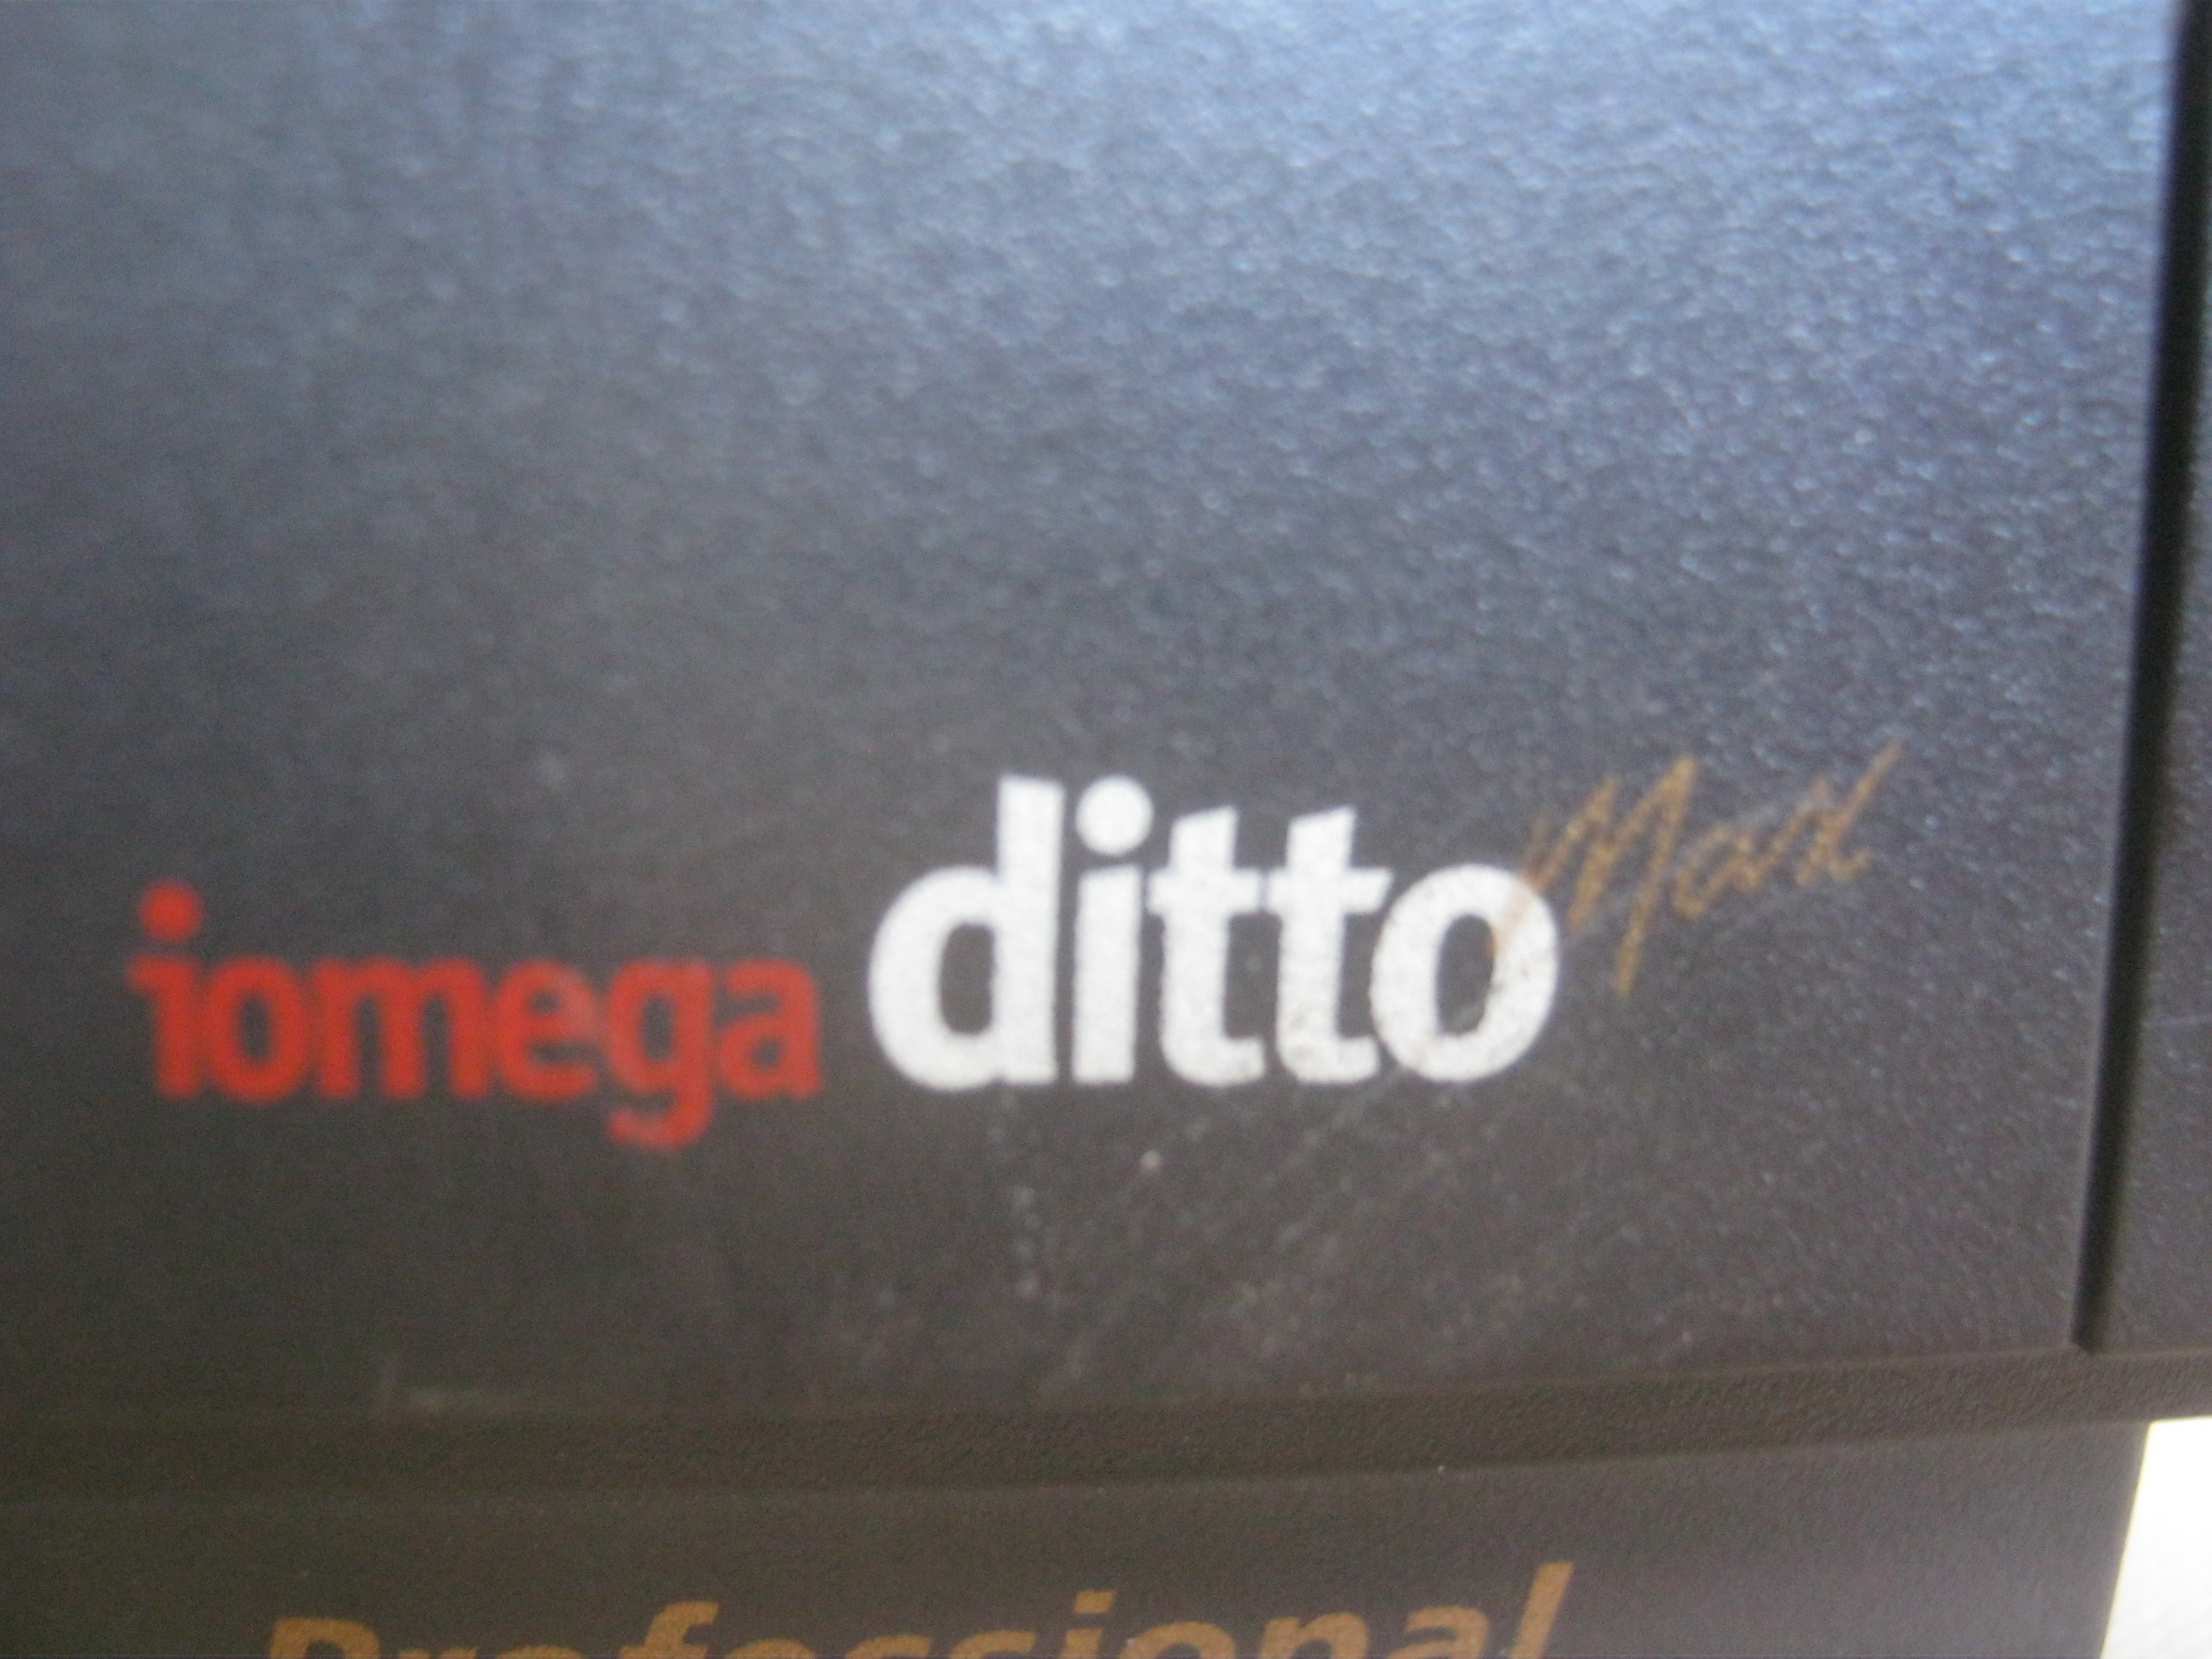 iomega ditto Max
Professional